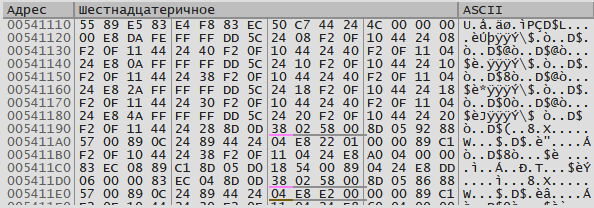 Адрес Шестнадцатеричное ASCII
00541110 55 89 E5 83 E4 F8 83 EC 50 C7 44 24 4C 00 00 00 U.å.äø.ìPÇD$L...
00541120 00 E8 DA FE FF FF DD 5C 24 08 F2 0F 10 44 24 08 .èÚþÿÿÝ\$.ò..D$.
00541130 F2 0F 11 44 24 40 F2 0F 10 44 24 40 F2 0F 11 04 ò..D$@ò..D$@ò...
00541140 24 E8 0A FF FF FF DD 5C 24 10 F2 0F 10 44 24 10 $è.ÿÿÿÝ\$.ò..D$.
00541150 F2 0F 11 44 24 38 F2 0F 10 44 24 40 F2 0F 11 04 ò..D$8ò..D$@ò...
00541160 24 E8 2A FF FF FF DD 5C 24 18 F2 0F 10 44 24 18 $è*ÿÿÿÝ\$.ò..D$.
00541170 F2 0F 11 44 24 30 F2 0F 10 44 24 40 F2 0F 11 04 ò..D$0ò..D$@ò...
00541180 24 E8 4A FF FF FF DD 5C 24 20 F2 0F 10 44 24 20 $èJÿÿÿÝ\$ ò..D$
00541190 F2 0F 11 44 24 28 8D 0D 28 02 58 00 8D 05 92 88 ò..D$(..(.X.....
005411A0 57 00 89 0C 24 89 44 24 04 E8 22 01 00 00 89 C1 W...$.D$.è"....Á
005411B0 F2 0F 10 44 24 38 F2 0F 11 04 24 E8 A0 04 00 00 ò..D$8ò...$è ...
005411C0 83 EC 08 89 C1 8D 05 D0 18 54 00 89 04 24 E8 DD .ì..Á..Ð.T...$èÝ
005411D0 06 00 00 83 EC 04 8D 0D 38 02 58 00 8D 05 86 88 ....ì...8.X.....
005411E0 57 00 89 0C 24 89 44 24 04 E8 E2 00 00 00 89 C1 W...$.D$.èâ....Á